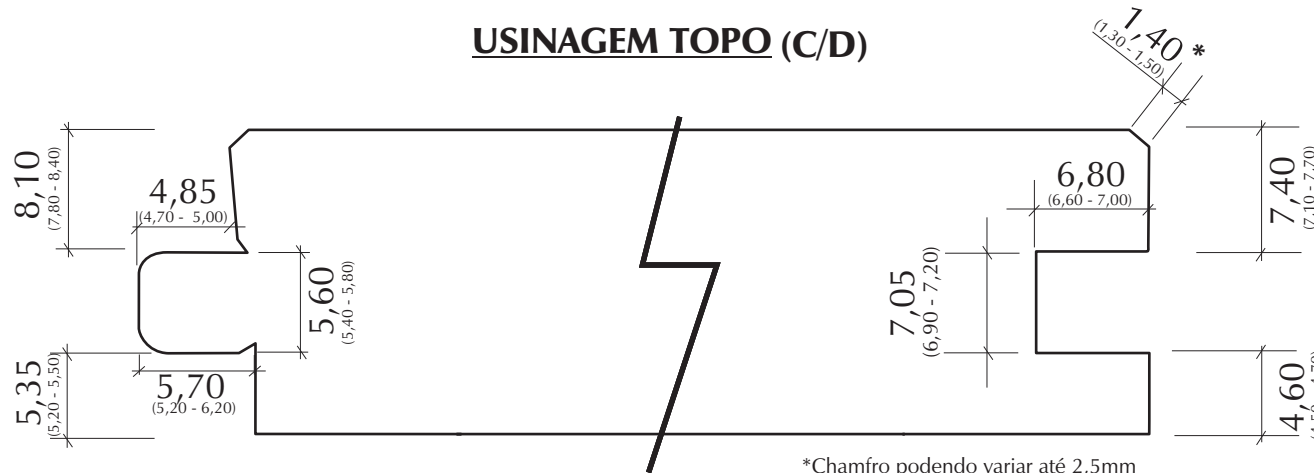 USINAGEM TOPO (C/D)
1,40 *
(1,30 - 1,50)
8,10
(7,80 - 8,40)
4,85
(4,70 - 5,00)
6,80
(6,60 - 7,00)
7,40
(7,10 - 7,70)
5,60
(5,40 - 5,80)
7,05
(6,90 - 7,20)
5,35
(5,20 - 5,50)
5,70
(5,20 - 6,20)
4,60
*Chamfro podendo variar até 2,5mm